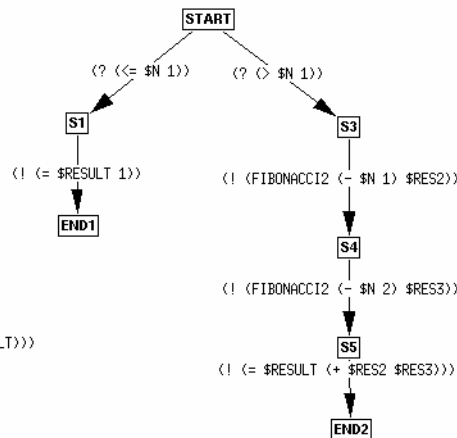 START
(? (<= $N 1))
(? (> $N 1))
S1
S3
(! (= $RESULT 1))
(! (FIBONACCI2 (- $N 1) $RES2))
END1
S4
(! (FIBONACCI2 (- $N 2) $RES3))
LT)))
S5
(! (= $RESULT (+ $RES2 $RES3)))
END2